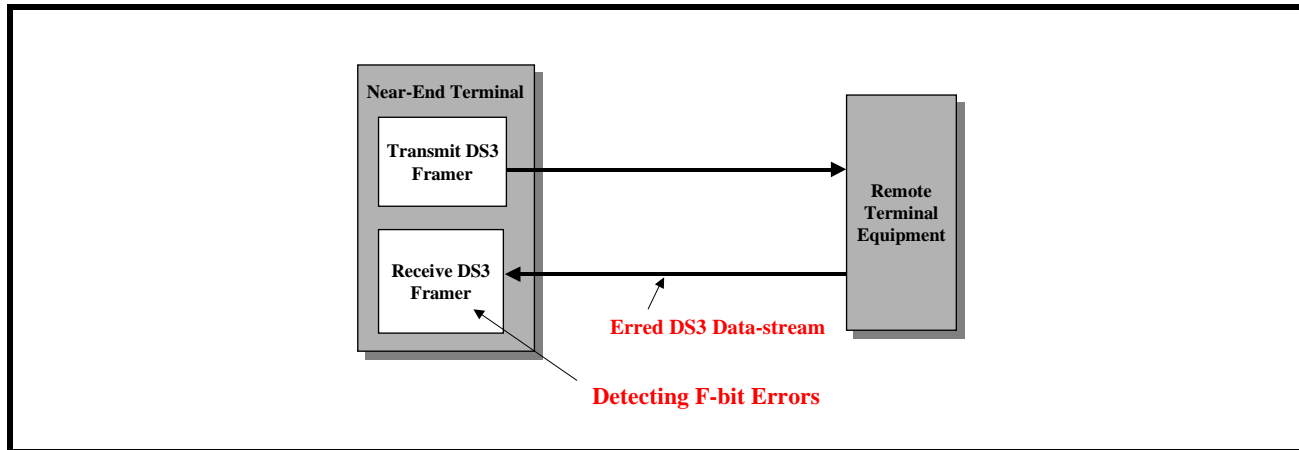 Near-End Terminal
Transmit DS3
Framer
Receive DS3
Framer
Remote
Terminal
Equipment
Erred DS3 Data-stream
Detecting F-bit Errors